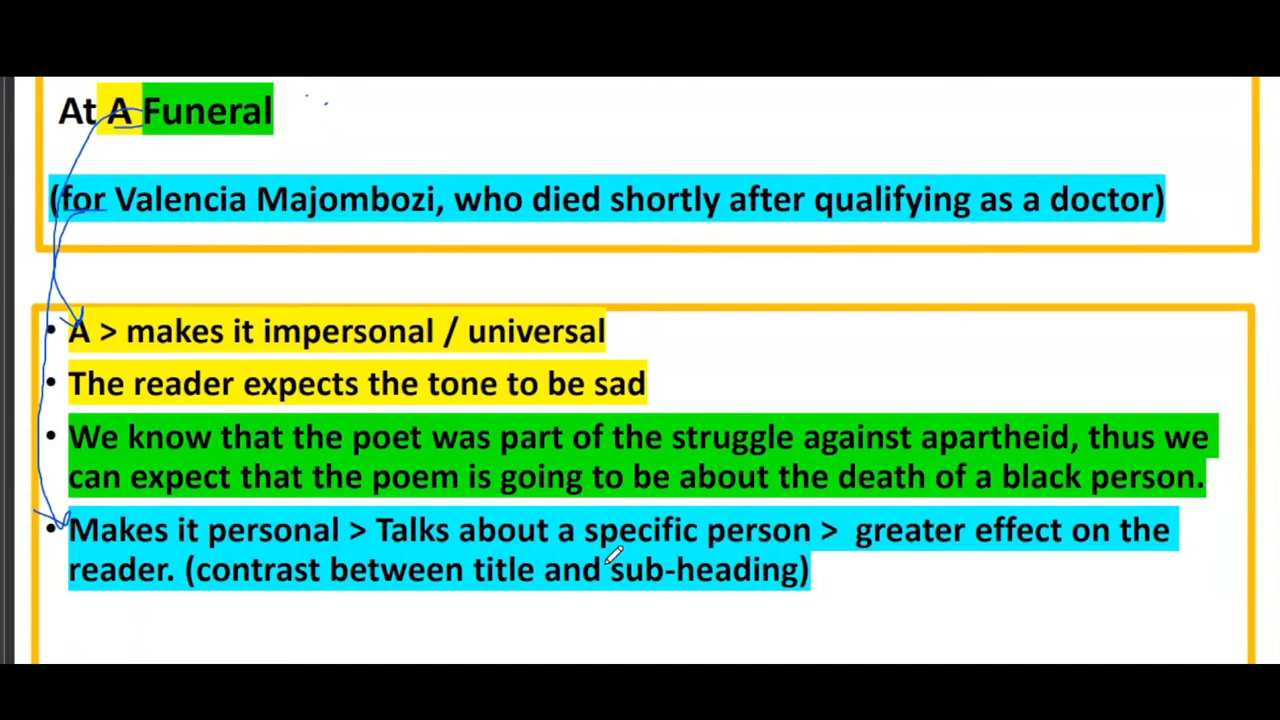 At A Funeral
(for Valencia Majombozi, who died shortly after qualifying as a doctor)
• A > makes it impersonal / universal
• The reader expects the tone to be sad
• We know that the poet was part of the struggle against apartheid, thus we
can expect that the poem is going to be about the death of a black person.
• Makes it personal > Talks about a specific person > greater effect on the
reader. (contrast between title and sub-heading)